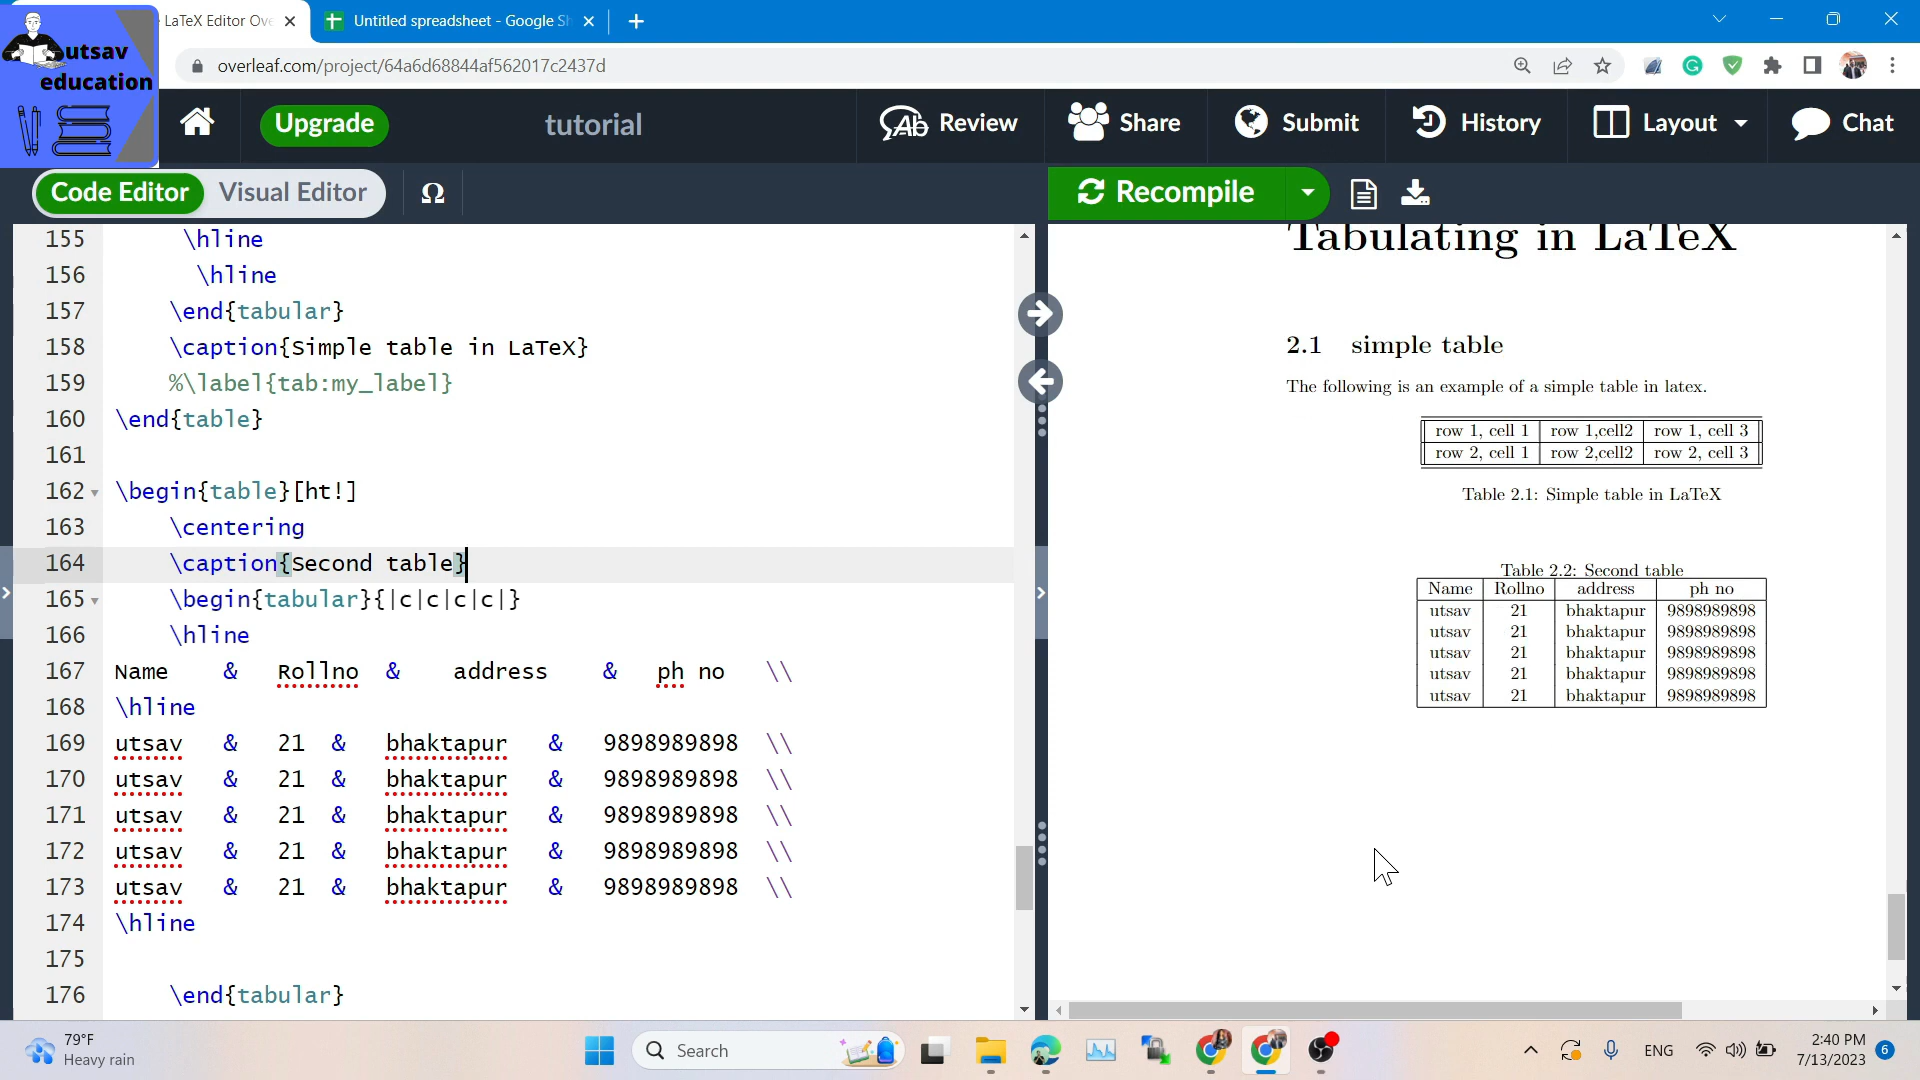 LaTeX Editor Ove
Untitled spreadsheet - Google Sh
utsav
education
overleaf.com/project/64a6d68844af562017c2437d
Upgrade
tutorial
Review
Share
Submit
History
Layout
Chat
Code Editor
Visual Editor
Ω
Recompile
155 \hline
156 \hline
157 \end{tabular}
158 \caption{Simple table in LaTeX}
159 %\label{tab:my_label}
160 \end{table}
161
162 \begin{table}[ht!]
163 \centering
164 \caption{Second table}
165 \begin{tabular}{|c|c|c|c|}
166 \hline
167 Name & Rollno & address & ph no \\
168 \hline
169 utsav & 21 & bhaktapur & 9898989898 \\
170 utsav & 21 & bhaktapur & 9898989898 \\
171 utsav & 21 & bhaktapur & 9898989898 \\
172 utsav & 21 & bhaktapur & 9898989898 \\
173 utsav & 21 & bhaktapur & 9898989898 \\
174 \hline
175
176 \end{tabular}
Tabulating in LaTeX
2.1 simple table
The following is an example of a simple table in latex.
row 1, cell 1 row 1,cell2 row 1, cell 3
row 2, cell 1 row 2,cell2 row 2, cell 3
Table 2.1: Simple table in LaTeX
Table 2.2: Second table
Name Rollno address ph no
utsav 21 bhaktapur 9898989898
utsav 21 bhaktapur 9898989898
utsav 21 bhaktapur 9898989898
utsav 21 bhaktapur 9898989898
utsav 21 bhaktapur 9898989898
79°F
Heavy rain
Search
ENG
2:40 PM
7/13/2023
6